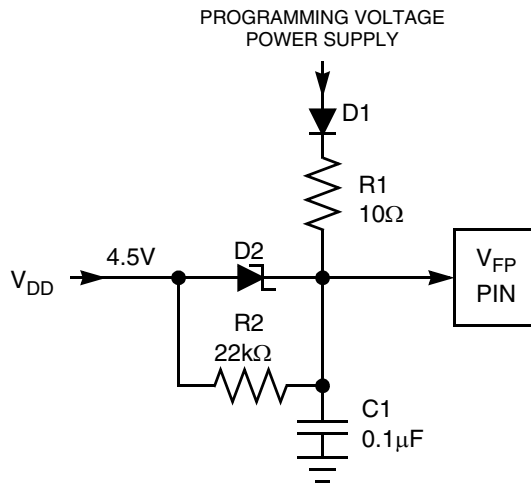 PROGRAMMING VOLTAGE
POWER SUPPLY
D1
R1
10Ω
4.5V
D2
V_DD
V_FP
PIN
R2
22kΩ
C1
0.1µF